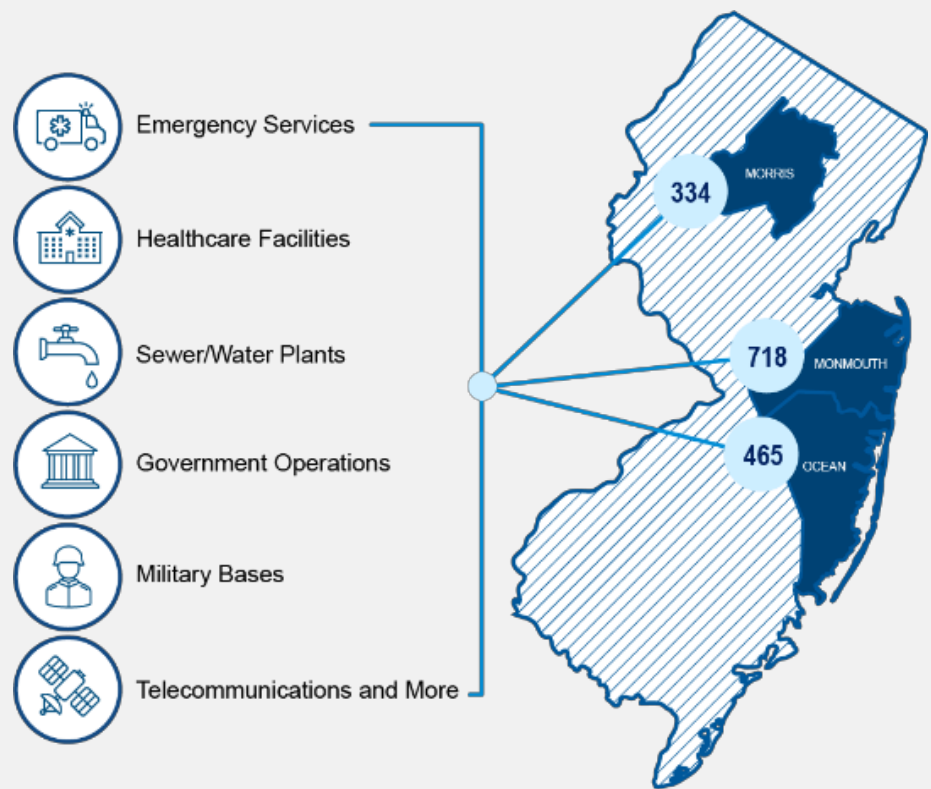 Emergency Services
Healthcare Facilities
Sewer/Water Plants
Government Operations
Military Bases
Telecommunications and More
MORRIS
334
718
MONMOUTH
465
OCEAN